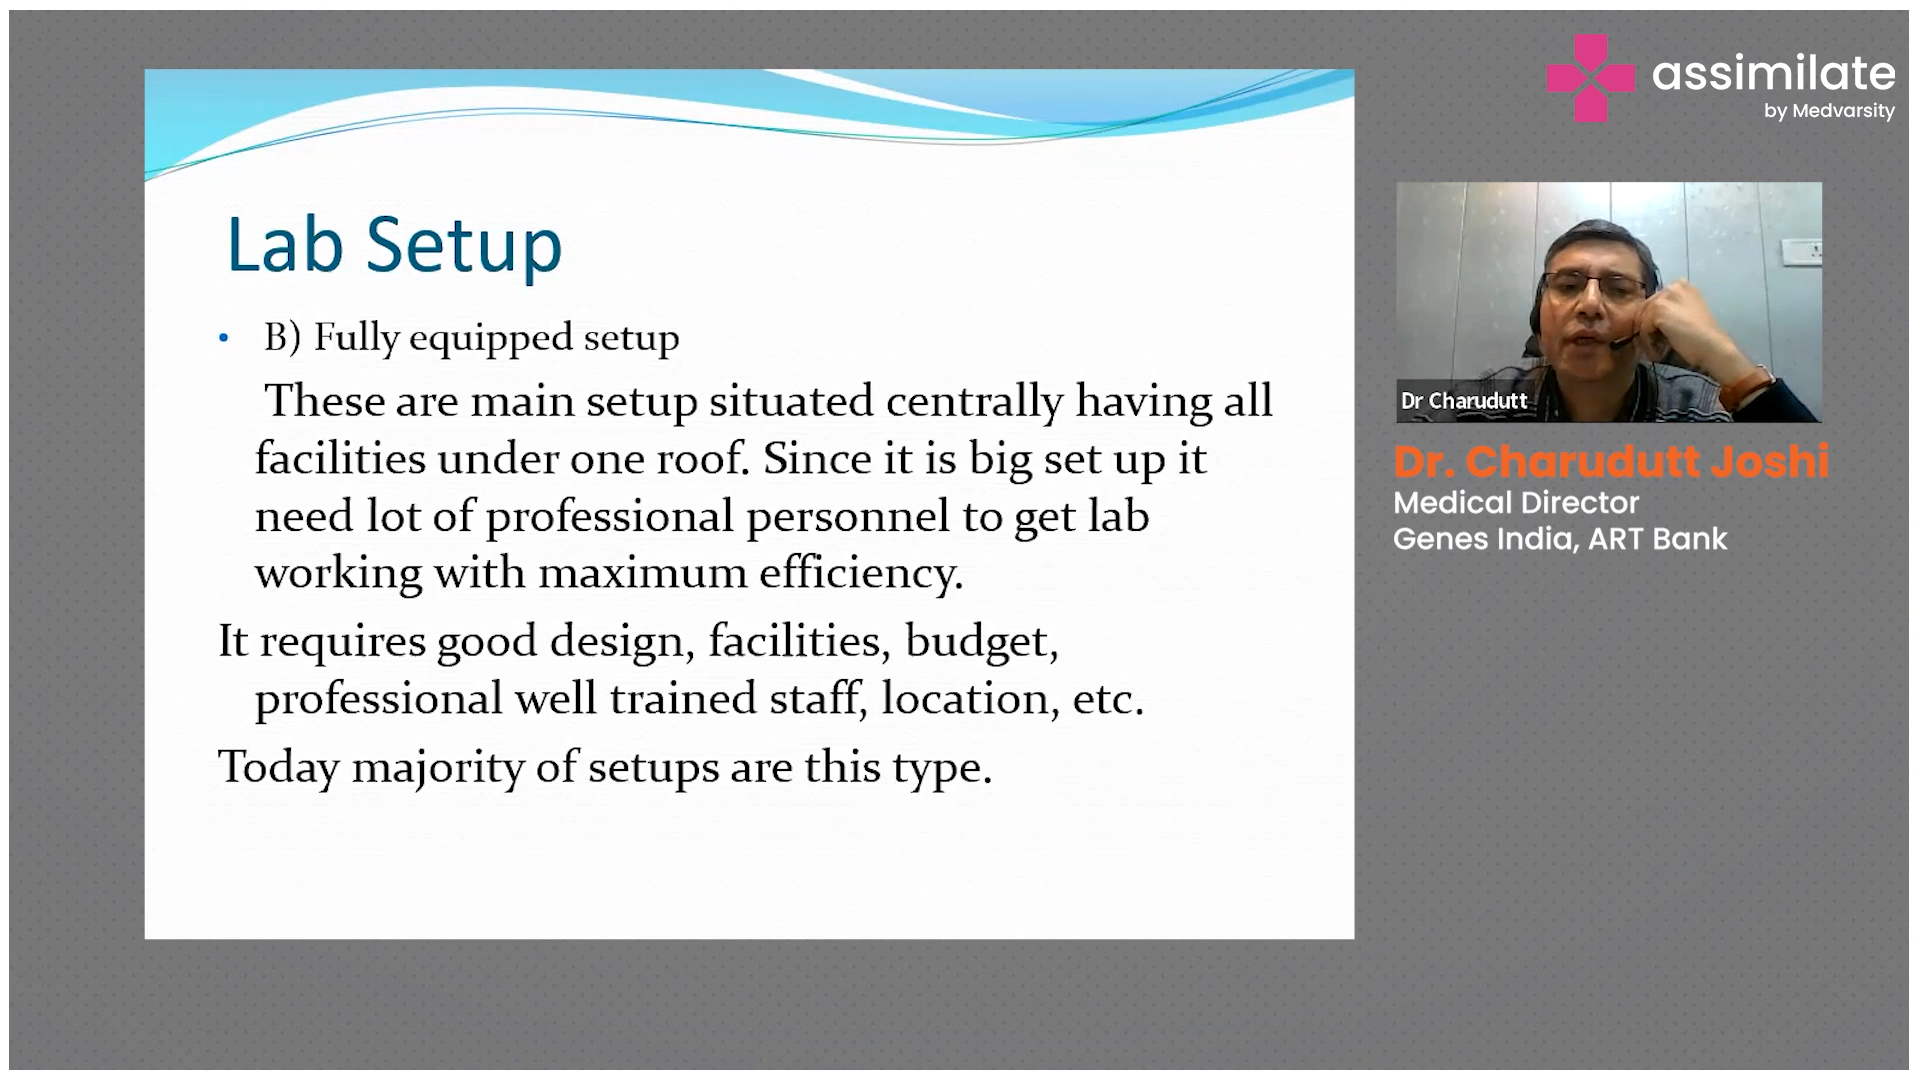 assimilate
by Medvarsity
Lab Setup
• B) Fully equipped setup
These are main setup situated centrally having all
facilities under one roof. Since it is big set up it
need lot of professional personnel to get lab
working with maximum efficiency.
It requires good design, facilities, budget,
professional well trained staff, location, etc.
Today majority of setups are this type.
Dr Charudutt
Dr. Charudutt Joshi
Medical Director
Genes India, ART Bank